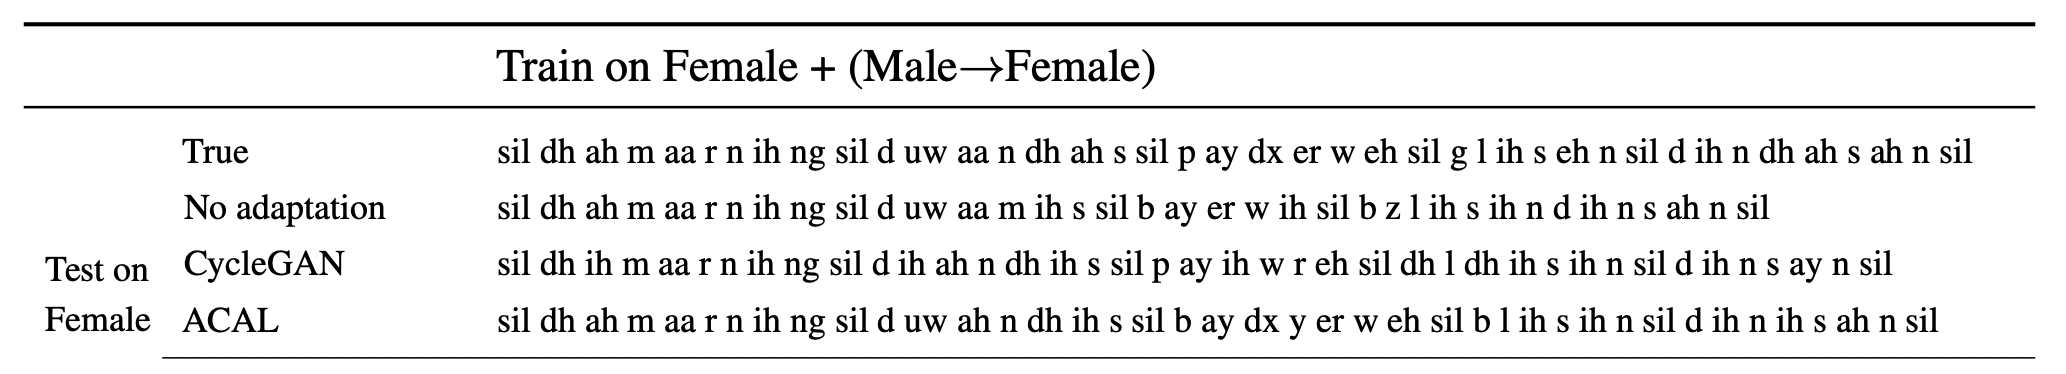 Train on Female + (Male→Female)
True sil dh ah m aa r n ih ng sil d uw aa n dh ah s sil p ay dx er w eh sil g l ih s eh n sil d ih n dh ah s ah n sil
No adaptation sil dh ah m aa r n ih ng sil d uw aa m ih s sil b ay er w ih sil b z l ih s ih n d ih n s ah n sil
Test on CycleGAN sil dh ih m aa r n ih ng sil d ih ah n dh ih s sil p ay ih w r eh sil dh l dh ih s ih n sil d ih n s ay n sil
Female ACAL sil dh ah m aa r n ih ng sil d uw ah n dh ih s sil b ay dx y er w eh sil b l ih s ih n sil d ih n ih s ah n sil